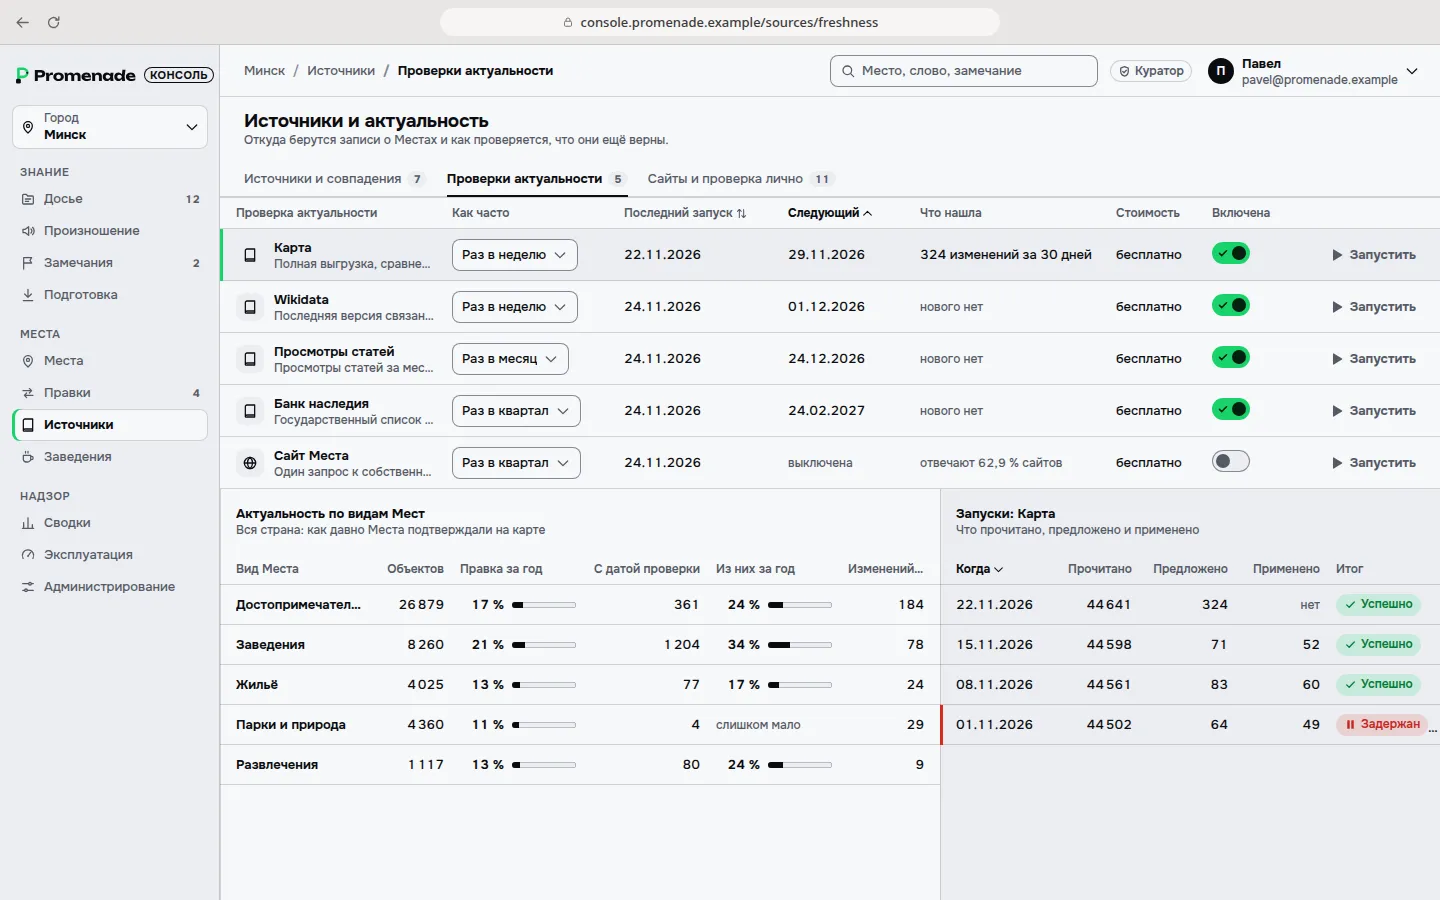 console.promenade.example/sources/freshness
Promenade КОНСОЛЬ
Город
Минск
ЗНАНИЕ
Досье 12
Произношение
Замечания 2
Подготовка
МЕСТА
Места
Правки 4
Источники
Заведения
НАДЗОР
Сводки
Эксплуатация
Администрирование
Минск / Источники / Проверки актуальности
Место, слово, замечание
Куратор
П
Павел
pavel@promenade.example
Источники и актуальность
Откуда берутся записи о Местах и как проверяется, что они ещё верны.
Источники и совпадения 7 Проверки актуальности 5 Сайты и проверка лично 11
Проверка актуальности Как часто Последний запуск Следующий Что нашла Стоимость Включена
Карта
Полная выгрузка, сравне...
Раз в неделю 22.11.2026 29.11.2026 324 изменений за 30 дней бесплатно Запустить
Wikidata
Последняя версия связан...
Раз в неделю 24.11.2026 01.12.2026 нового нет бесплатно Запустить
Просмотры статей
Просмотры статей за мес...
Раз в месяц 24.11.2026 24.12.2026 нового нет бесплатно Запустить
Банк наследия
Государственный список ...
Раз в квартал 24.11.2026 24.02.2027 нового нет бесплатно Запустить
Сайт Места
Один запрос к собственн...
Раз в квартал 24.11.2026 выключена отвечают 62,9 % сайтов бесплатно Запустить
Актуальность по видам Мест
Вся страна: как давно Места подтверждали на карте
Вид Места Объектов Правка за год С датой проверки Из них за год Изменений...
Достопримечател... 26 879 17 % 361 24 % 184
Заведения 8 260 21 % 1 204 34 % 78
Жильё 4 025 13 % 77 17 % 24
Парки и природа 4 360 11 % 4 слишком мало 29
Развлечения 1 117 13 % 80 24 % 9
Запуски: Карта
Что прочитано, предложено и применено
Когда Прочитано Предложено Применено Итог
22.11.2026 44 641 324 нет Успешно
15.11.2026 44 598 71 52 Успешно
08.11.2026 44 561 83 60 Успешно
01.11.2026 44 502 64 49 Задержан ...